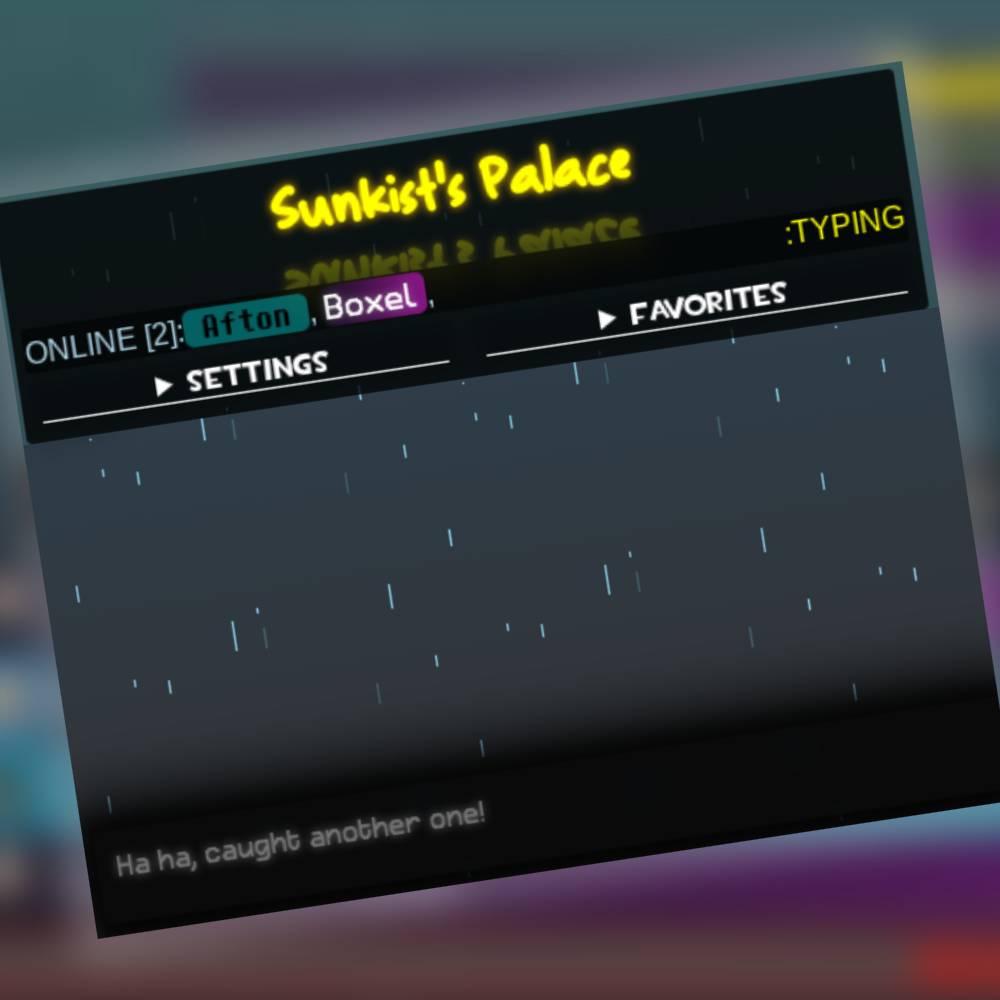 Sunkist's Palace
:TYPING
ONLINE [2]: Afton, Boxel,
▶ SETTINGS
▶ FAVORITES
Ha ha, caught another one!